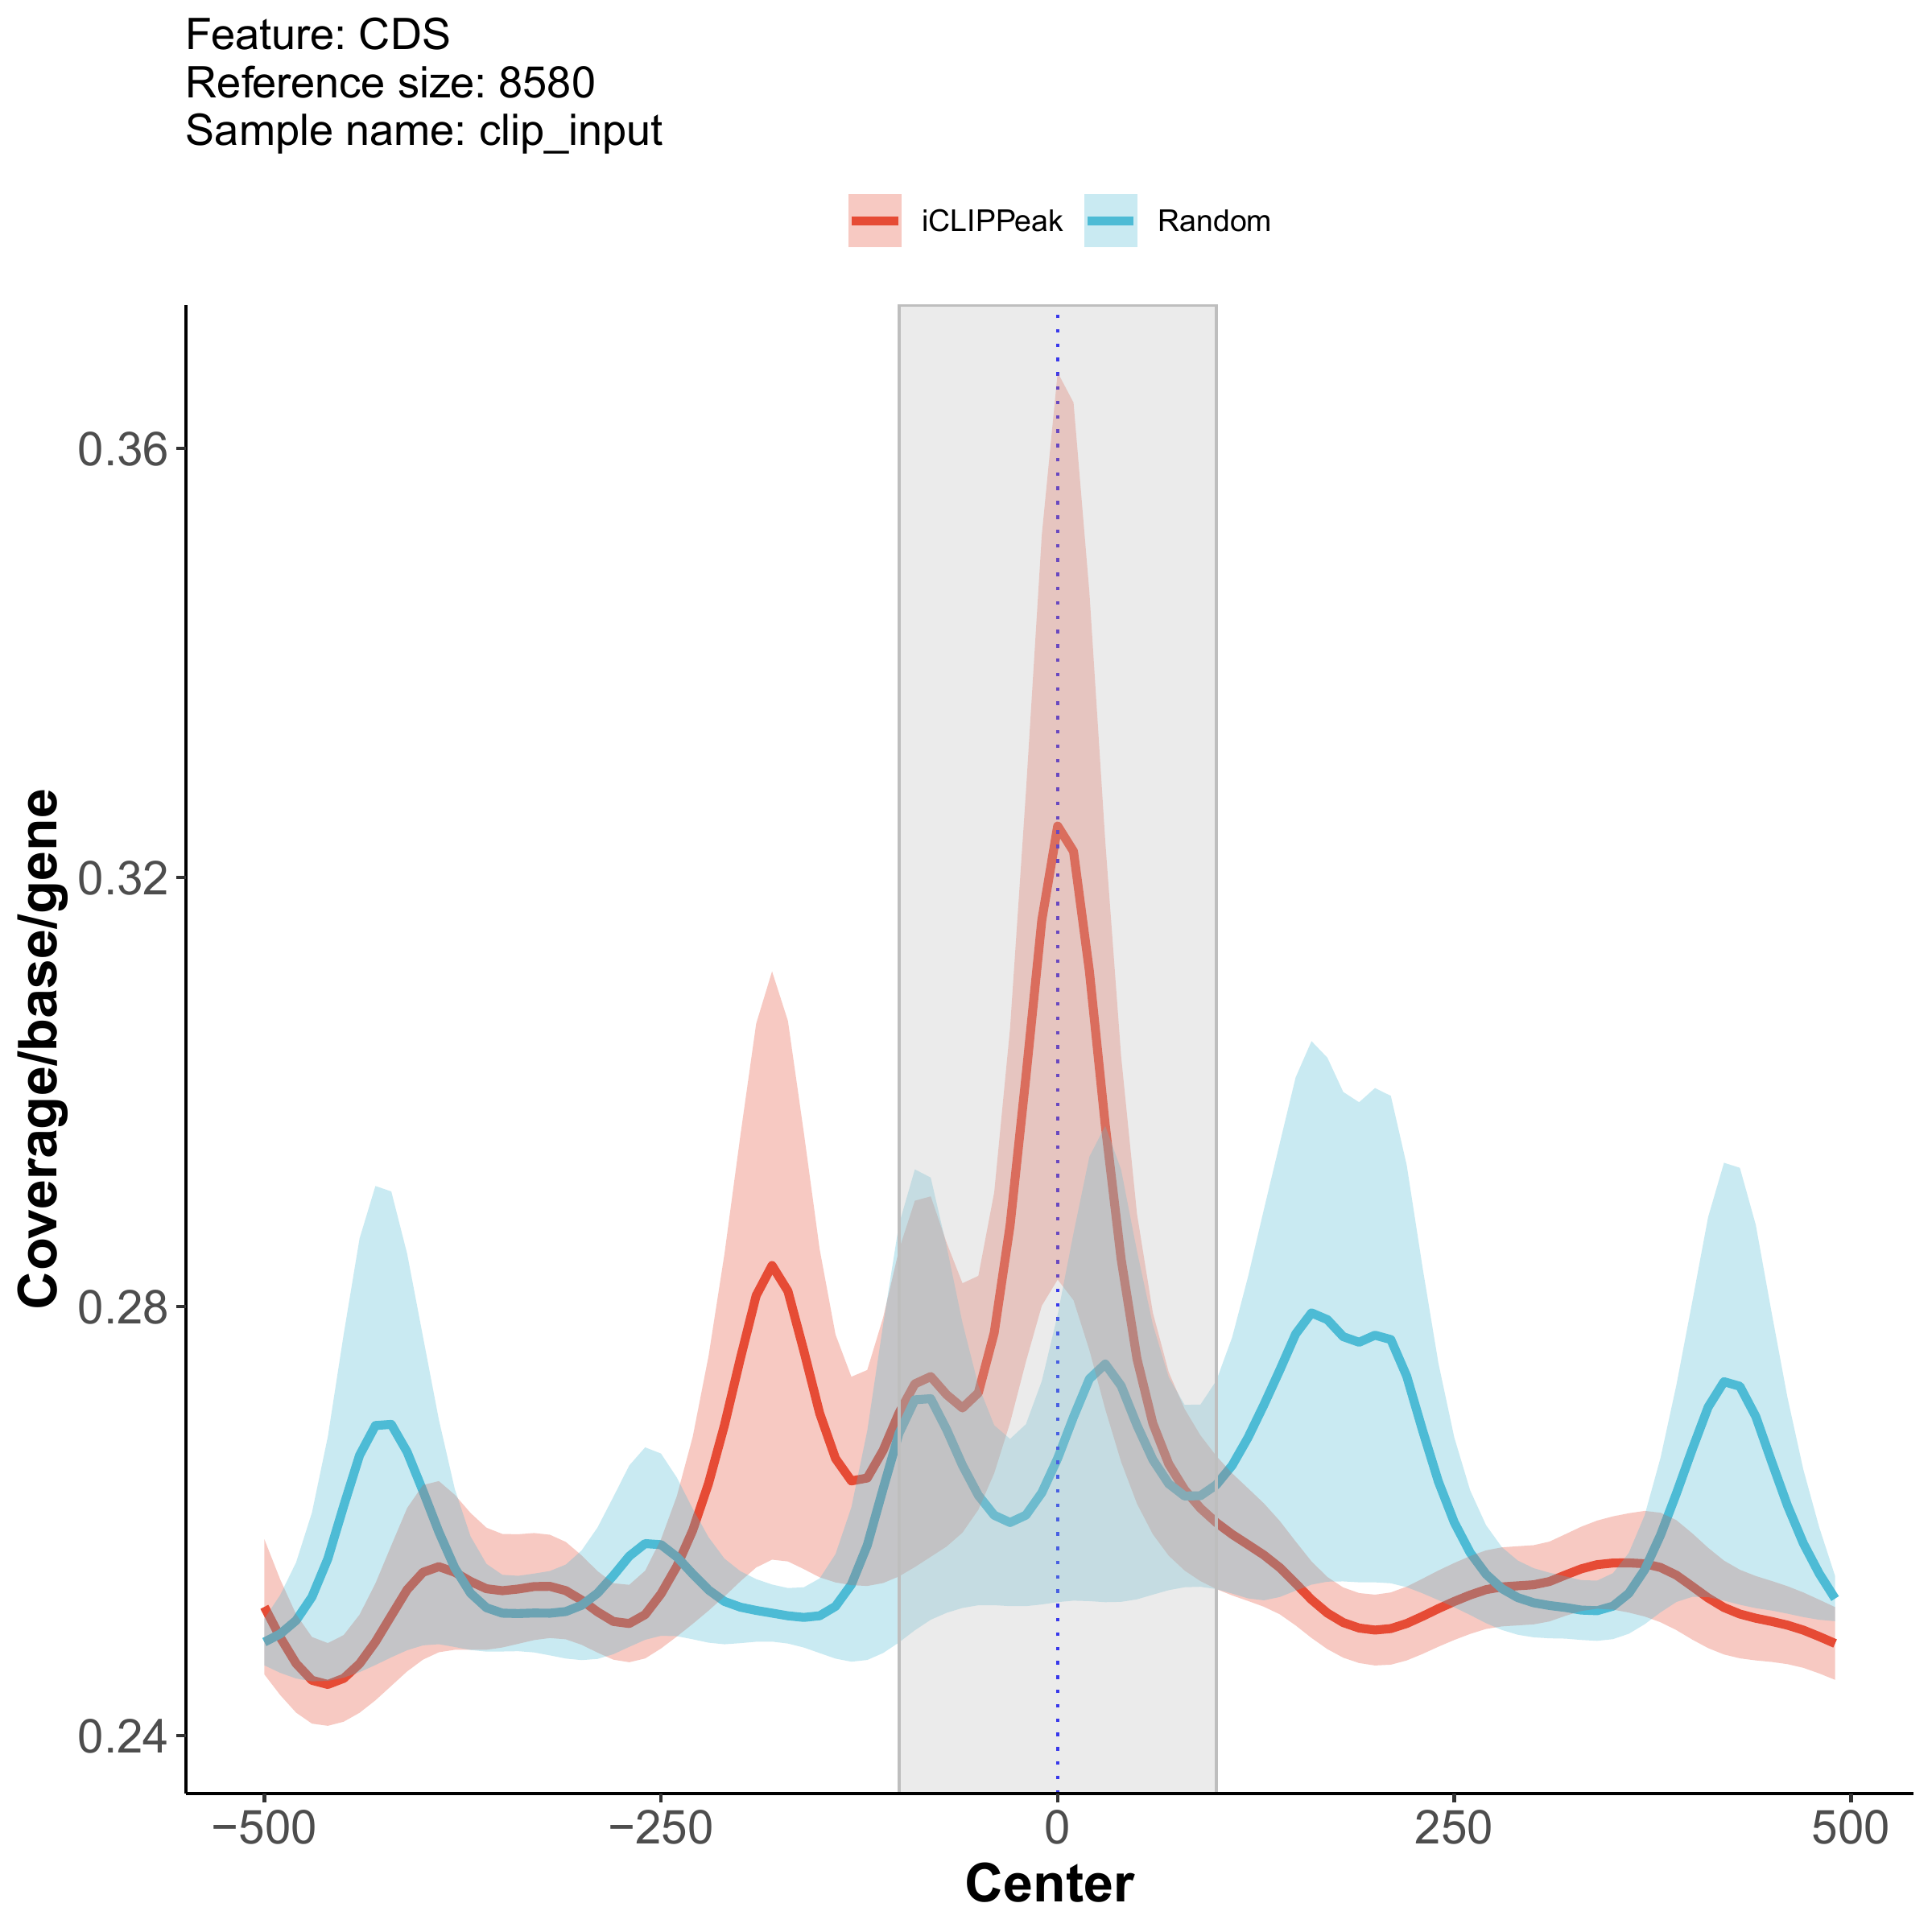 Feature: CDS
Reference size: 8580
Sample name: clip_input
iCLIPPeak Random
Coverage/base/gene
0.36
0.32
0.28
0.24
−500 −250 0 250 500
Center